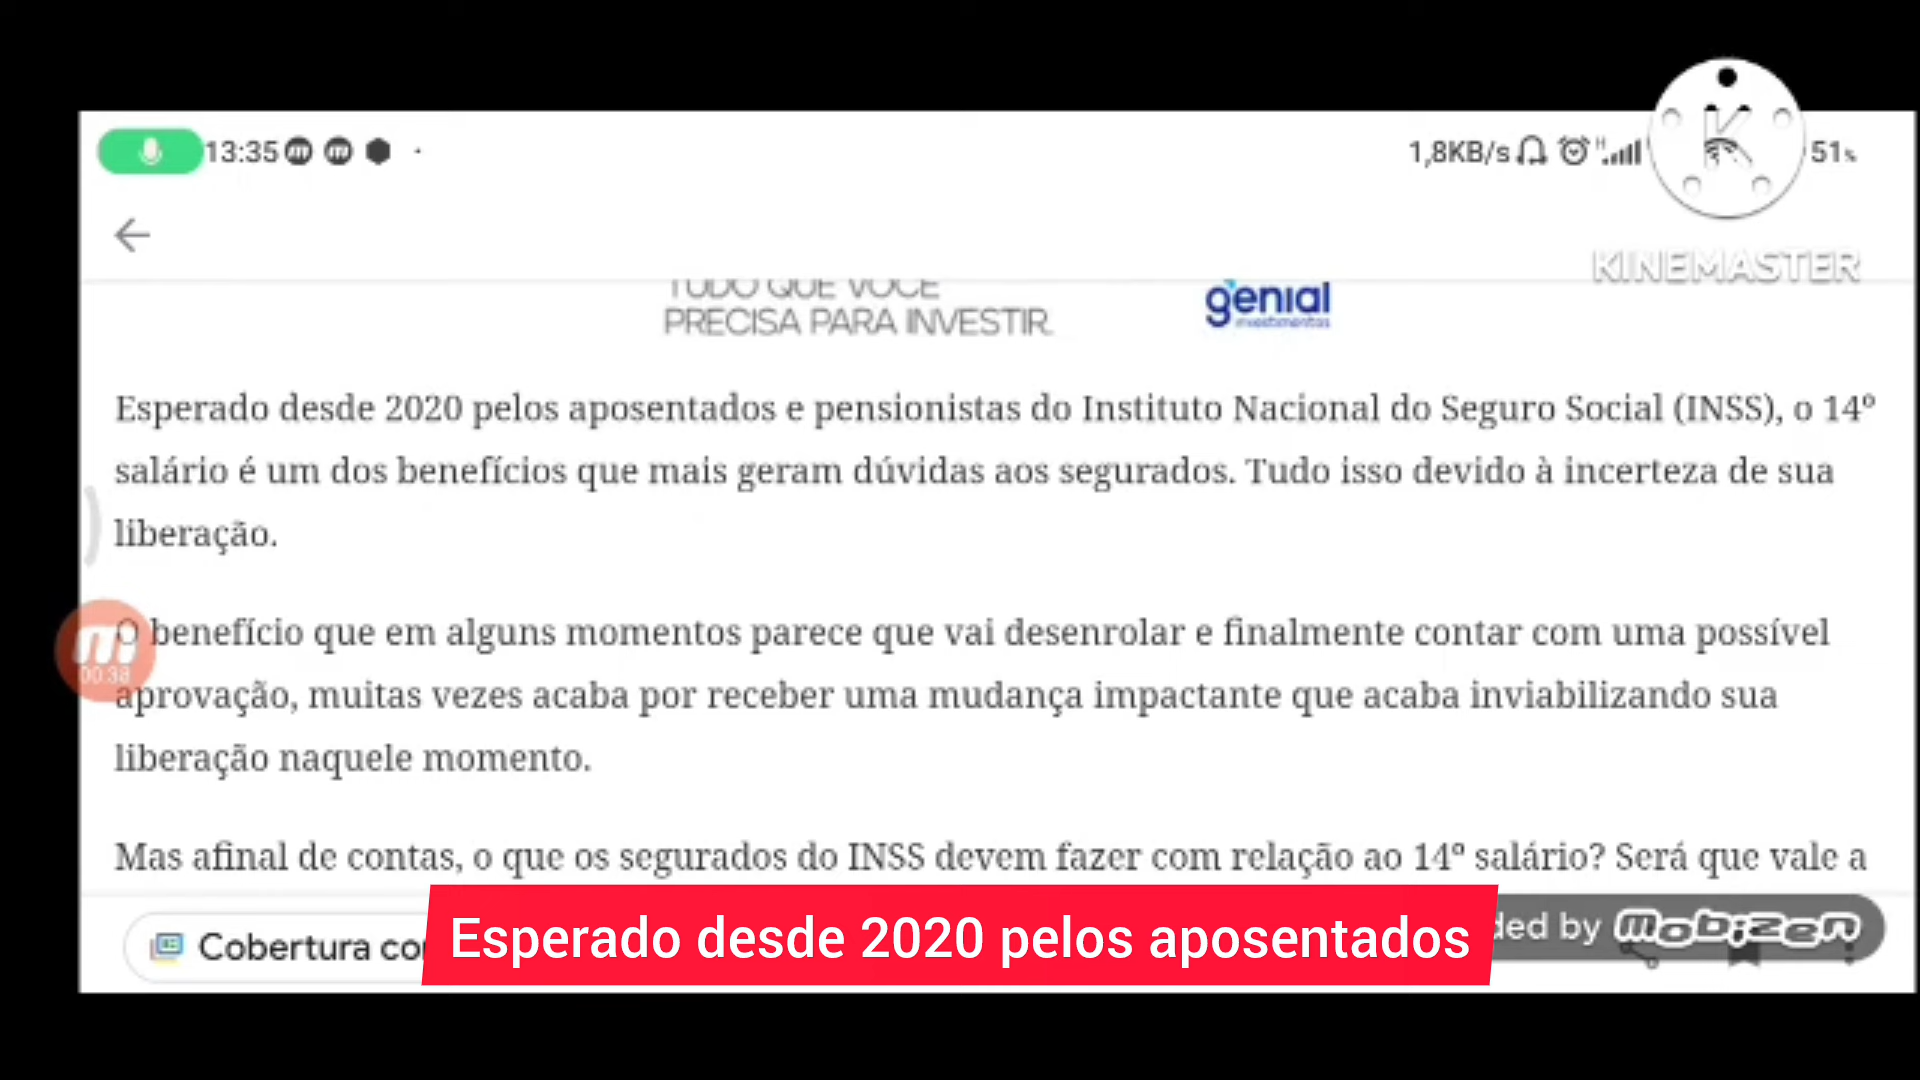 13:35
1,8KB/s
51%
KINEMASTER
TUDO QUE VOCÊ
PRECISA PARA INVESTIR.
genial
investimentos
Esperado desde 2020 pelos aposentados e pensionistas do Instituto Nacional do Seguro Social (INSS), o 14º
salário é um dos benefícios que mais geram dúvidas aos segurados. Tudo isso devido à incerteza de sua
liberação.
O benefício que em alguns momentos parece que vai desenrolar e finalmente contar com uma possível
aprovação, muitas vezes acaba por receber uma mudança impactante que acaba inviabilizando sua
liberação naquele momento.
00:38
Mas afinal de contas, o que os segurados do INSS devem fazer com relação ao 14º salário? Será que vale a
Cobertura
Esperado desde 2020 pelos aposentados
by mobizen